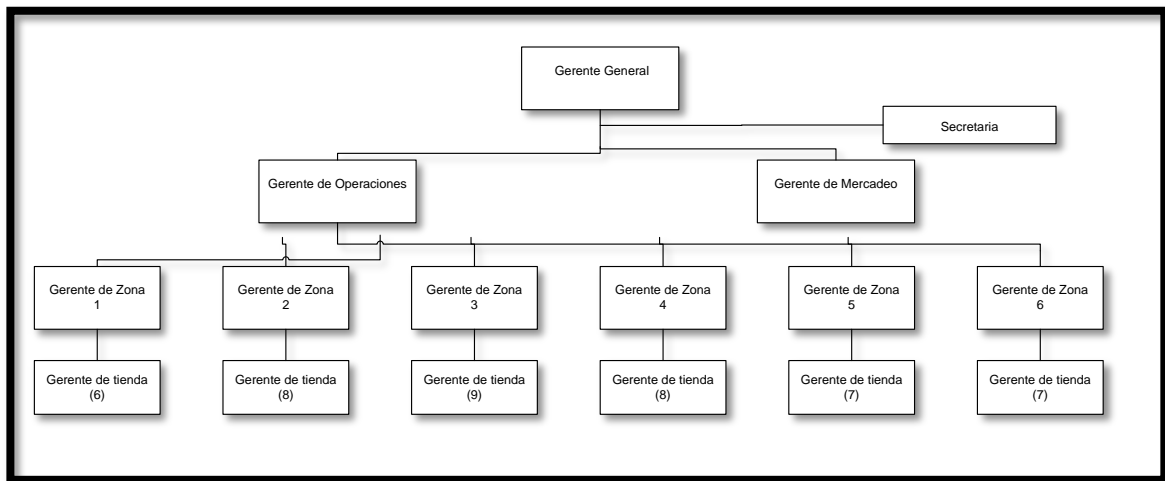 Gerente General
Secretaria
Gerente de Operaciones
Gerente de Mercadeo
Gerente de Zona
1
Gerente de Zona
2
Gerente de Zona
3
Gerente de Zona
4
Gerente de Zona
5
Gerente de Zona
6
Gerente de tienda
(6)
Gerente de tienda
(8)
Gerente de tienda
(9)
Gerente de tienda
(8)
Gerente de tienda
(7)
Gerente de tienda
(7)